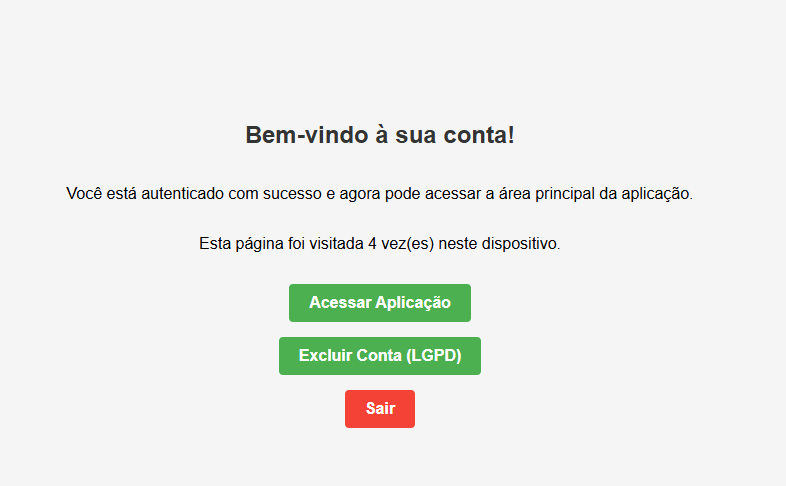 Bem-vindo à sua conta!
Você está autenticado com sucesso e agora pode acessar a área principal da aplicação.
Esta página foi visitada 4 vez(es) neste dispositivo.
Acessar Aplicação
Excluir Conta (LGPD)
Sair